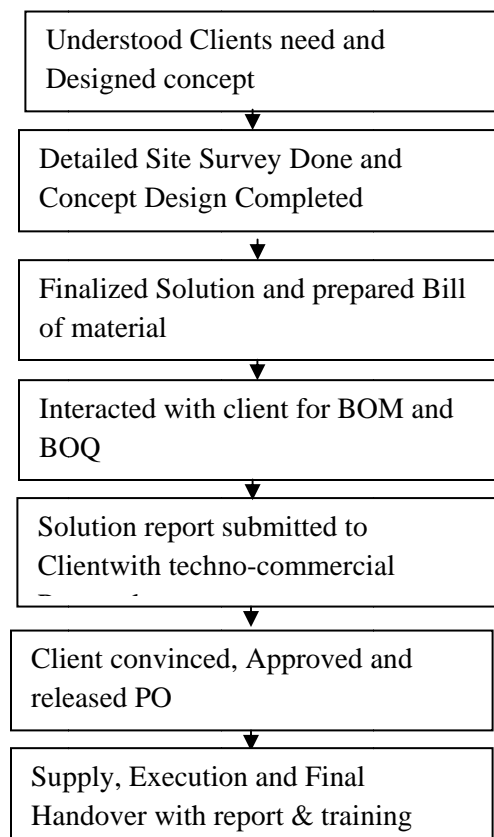 Understood Clients need and
Designed concept
Detailed Site Survey Done and
Concept Design Completed
Finalized Solution and prepared Bill
of material
Interacted with client for BOM and
BOQ
Solution report submitted to
Clientwith techno-commercial
Client convinced, Approved and
released PO
Supply, Execution and Final
Handover with report & training